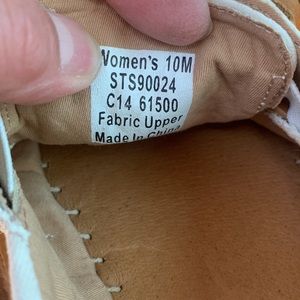 Women's 10M
STS90024
C14 61500
Fabric Upper
Made In China